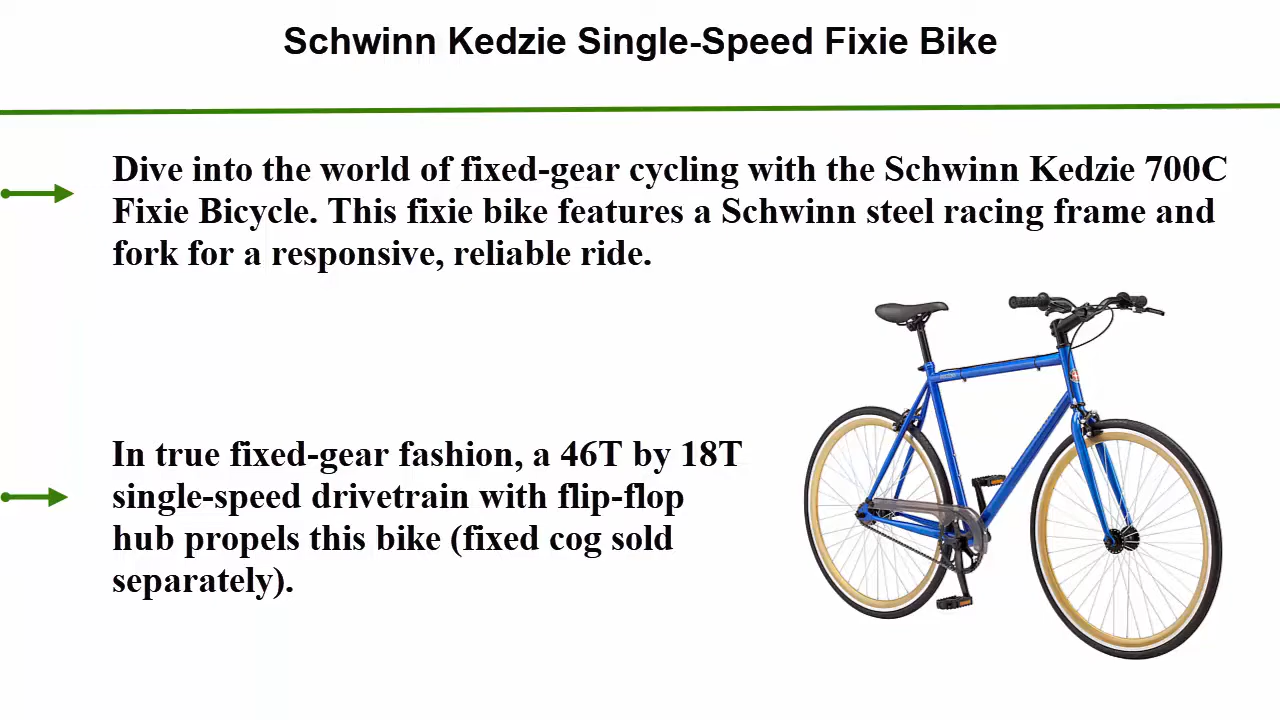 Schwinn Kedzie Single-Speed Fixie Bike
Dive into the world of fixed-gear cycling with the Schwinn Kedzie 700C
Fixie Bicycle. This fixie bike features a Schwinn steel racing frame and
fork for a responsive, reliable ride.
In true fixed-gear fashion, a 46T by 18T
single-speed drivetrain with flip-flop
hub propels this bike (fixed cog sold
separately).